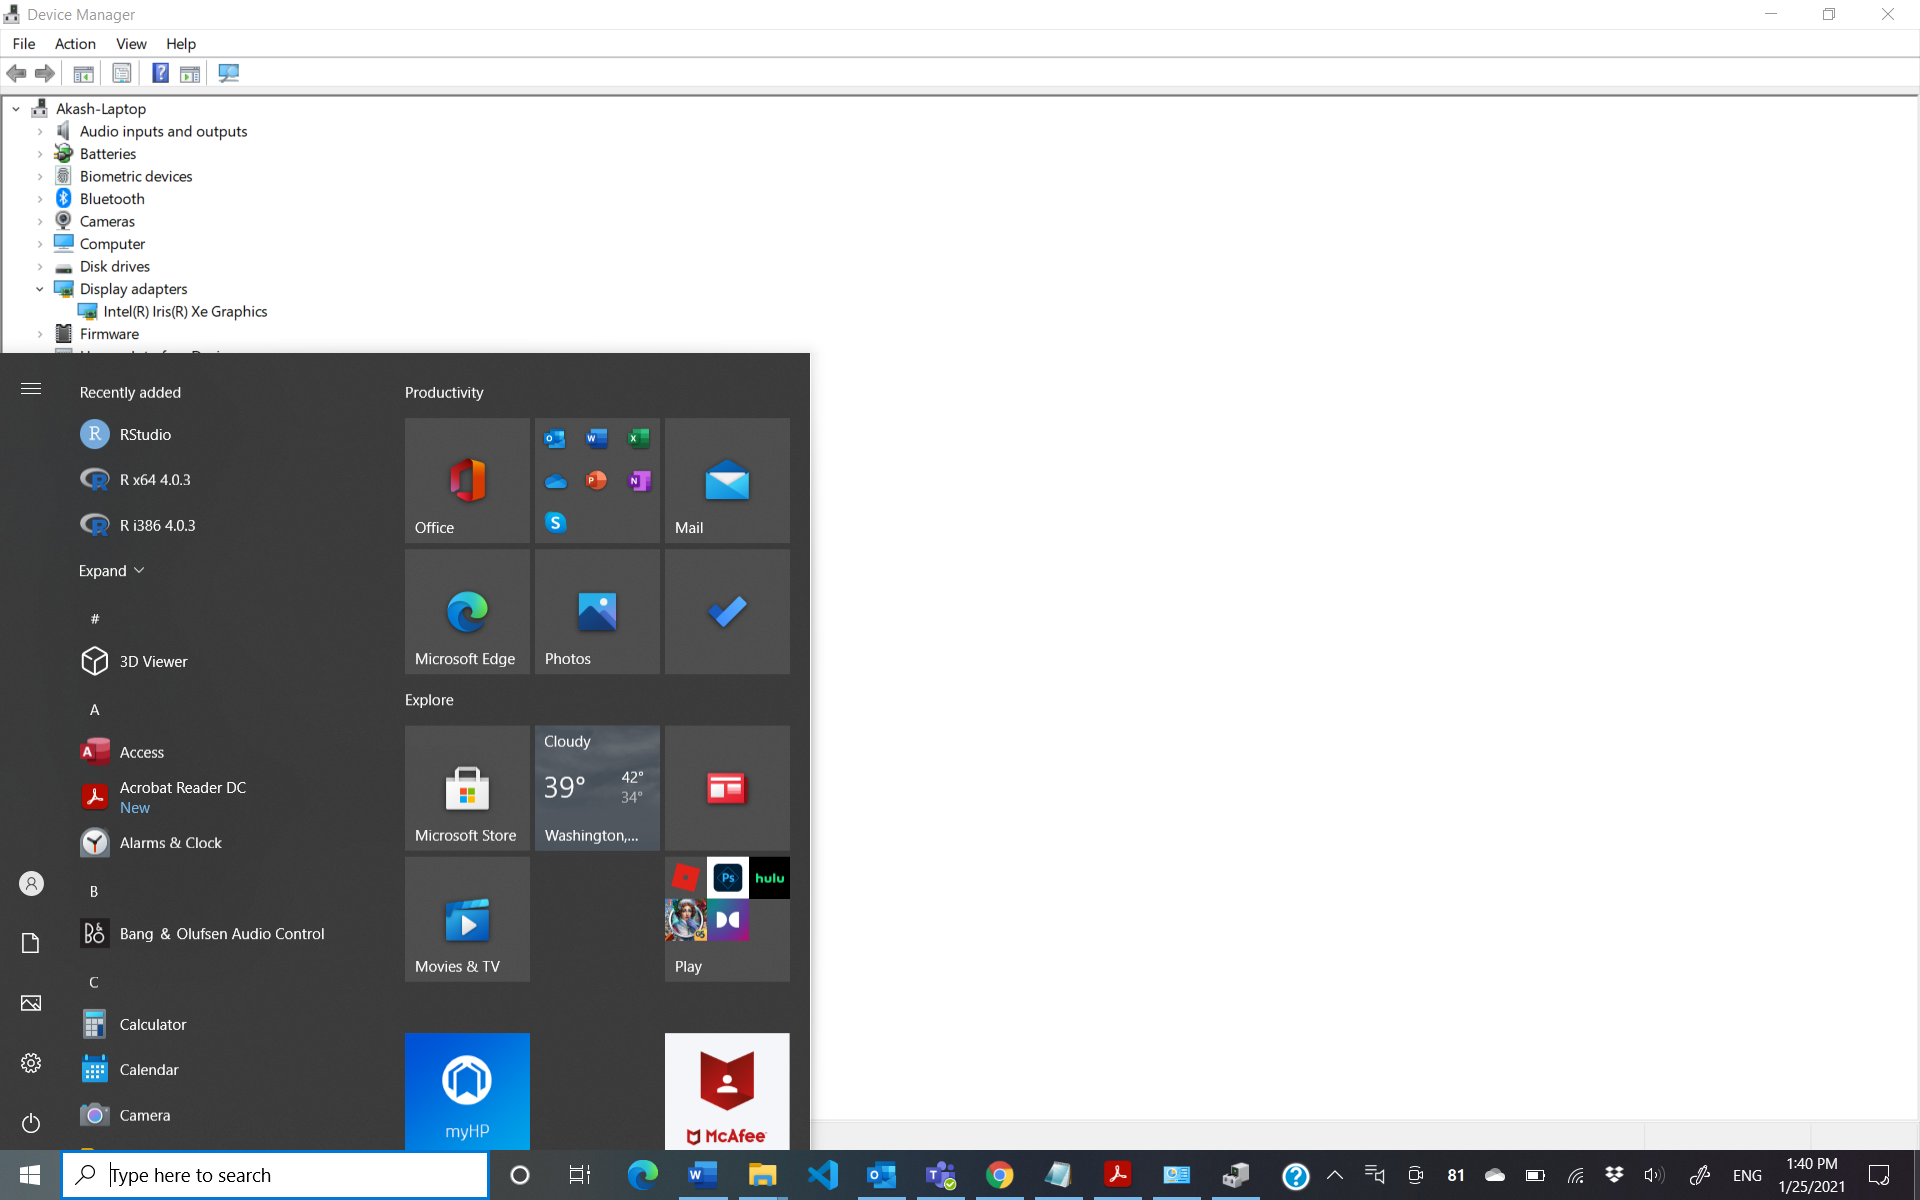 Device Manager
File Action View Help
Akash-Laptop
Audio inputs and outputs
Batteries
Biometric devices
Bluetooth
Cameras
Computer
Disk drives
Display adapters
Intel(R) Iris(R) Xe Graphics
Firmware
Recently added
RStudio
R x64 4.0.3
R i386 4.0.3
Expand
#
3D Viewer
A
Access
Acrobat Reader DC
New
Alarms & Clock
B
Bang & Olufsen Audio Control
C
Calculator
Calendar
Camera
Productivity
Office
Mail
Microsoft Edge
Photos
Explore
Microsoft Store
Cloudy
39° 42°
34°
Washington,...
Movies & TV
Ps
hulu
Play
myHP
McAfee
Type here to search
81
ENG
1:40 PM
1/25/2021